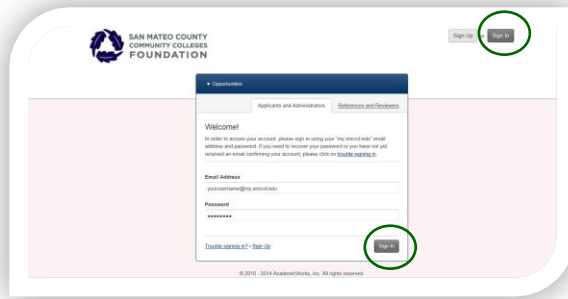 SAN MATEO COUNTY
COMMUNITY COLLEGES
FOUNDATION
Sign Up
Sign In
Opportunities
Applicants and Administrators
References and Reviewers
Welcome!
In order to access your account, please sign in using your "my.smccd.edu" email
address and password. If you need to recover your password or you have not yet
received an email confirming your account, please click on trouble signing in.
Email Address
yourusername@my.smccd.edu
Password
••••••••
Trouble signing in? • Sign Up
Sign In
© 2010 - 2014 AcademicWorks, Inc. All rights reserved.